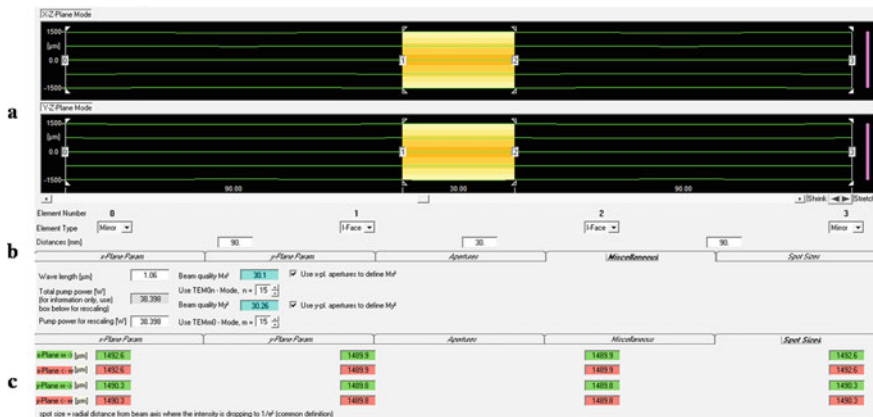 X-Z-Plane Mode
1500
[µm]
0.0
-1500
0 1 2 3
a
Y-Z-Plane Mode
1500
[µm]
0.0
-1500
0 1 2 3
90.00 30.00 90.00
Shrink Stretch
Element Number 0 1 2 3
Element Type Mirror I-Face I-Face Mirror
b
Distances [mm] 90. 30. 90.
x-Plane Param y-Plane Param Apertures Miscellaneous Spot Sizes
Wave length [µm] 1.06 Beam quality Mx² 30.1 Use x-pl. apertures to define Mx²
Total pump power [W] (for information only, use box below for rescaling) 38.398 Use TEM0n - Mode, n = 15
Beam quality My² 30.26 Use y-pl. apertures to define My²
Pump power for rescaling [W] 38.398 Use TEMm0 - Mode, m = 15
x-Plane Param y-Plane Param Apertures Miscellaneous Spot Sizes
x-Plane [µm] 1492.6 1489.9 1489.9 1492.6
x-Plane [µm] 1492.6 1489.9 1489.9 1492.6
c
y-Plane [µm] 1490.3 1489.8 1489.8 1490.3
y-Plane [µm] 1490.3 1489.8 1489.8 1490.3
spot size = radial distance from beam axis where the intensity is dropping to 1/e² (common definition)